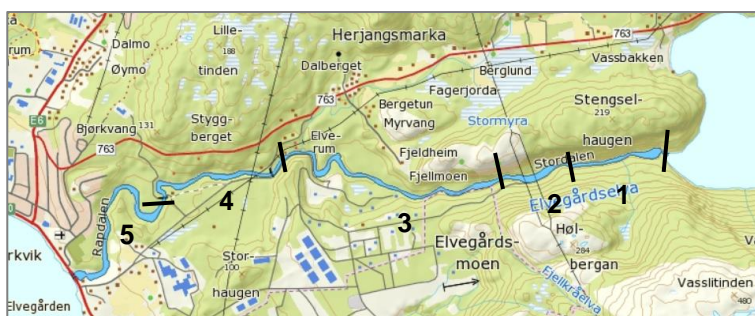 763
Herjangsmarka
Lille-
tinden
188
Dalmo
Øymo
rum
Dalberget
Vassbakken
Berglund
Fagerjorda
Stengsel-
219
haugen
E6
Bjørkvang
131
Stygg-
berget
763
763
Bergetun
Myrvang
Stormyra
Elve-
rum
Fjeldheim
Fjellmoen
Stordalen
Elvegårdselva
1
2
3
4
5
Rapdalen
Elvegårds-
moen
Høl-
284
bergan
Stor-
100
haugen
rkvik
Elvegården
Fjellkråelva
Vasslitinden
480